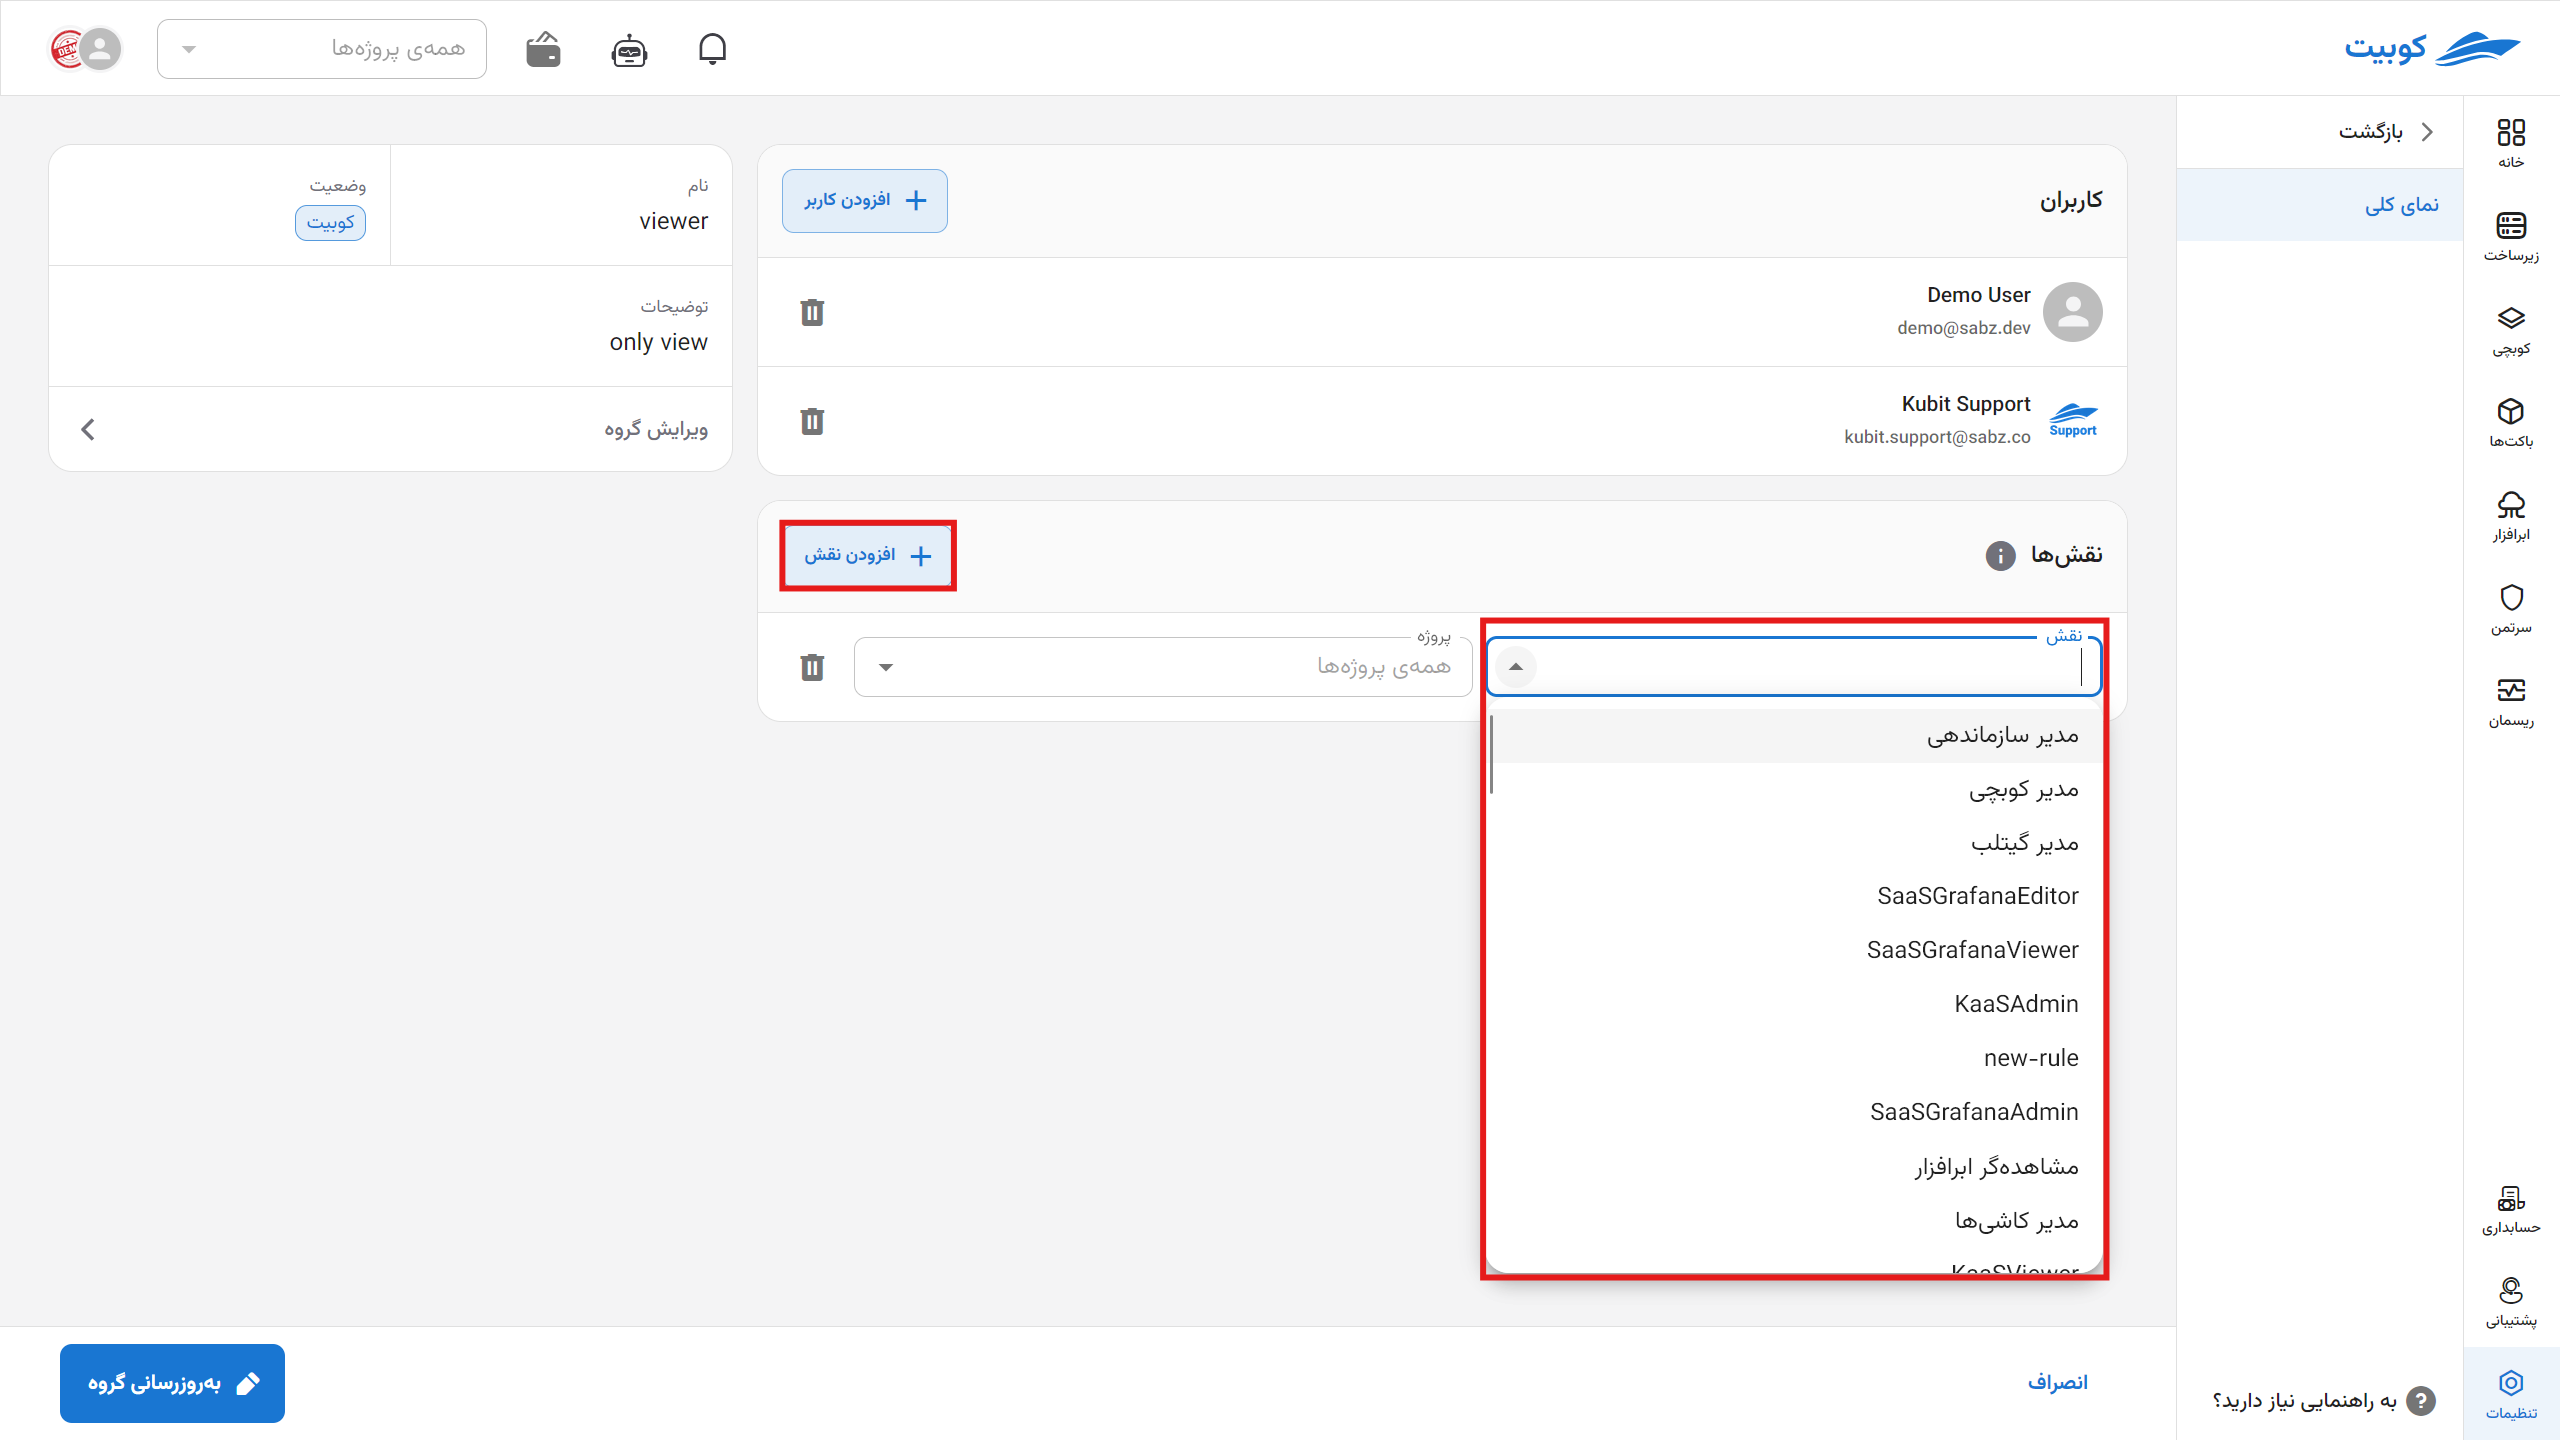 کوبیت
همه‌ی پروژه‌ها
خانه
زیرساخت
کوبچی
باکت‌ها
ابرافزار
سرتمن
ریسمان
حسابداری
پشتیبانی
تنظیمات
بازگشت
نمای کلی
به راهنمایی نیاز دارید؟
کاربران
افزودن کاربر
Demo User
demo@sabz.dev
Kubit Support
kubit.support@sabz.co
Support
نقش‌ها
افزودن نقش
نقش
پروژه
همه‌ی پروژه‌ها
مدیر سازماندهی
مدیر کوبچی
مدیر گیتلب
SaaSGrafanaEditor
SaaSGrafanaViewer
KaaSAdmin
new-rule
SaaSGrafanaAdmin
مشاهده‌گر ابرافزار
مدیر کاشی‌ها
KaaSViewer
نام
viewer
وضعیت
کوبیت
توضیحات
only view
ویرایش گروه
انصراف
به‌روزرسانی گروه